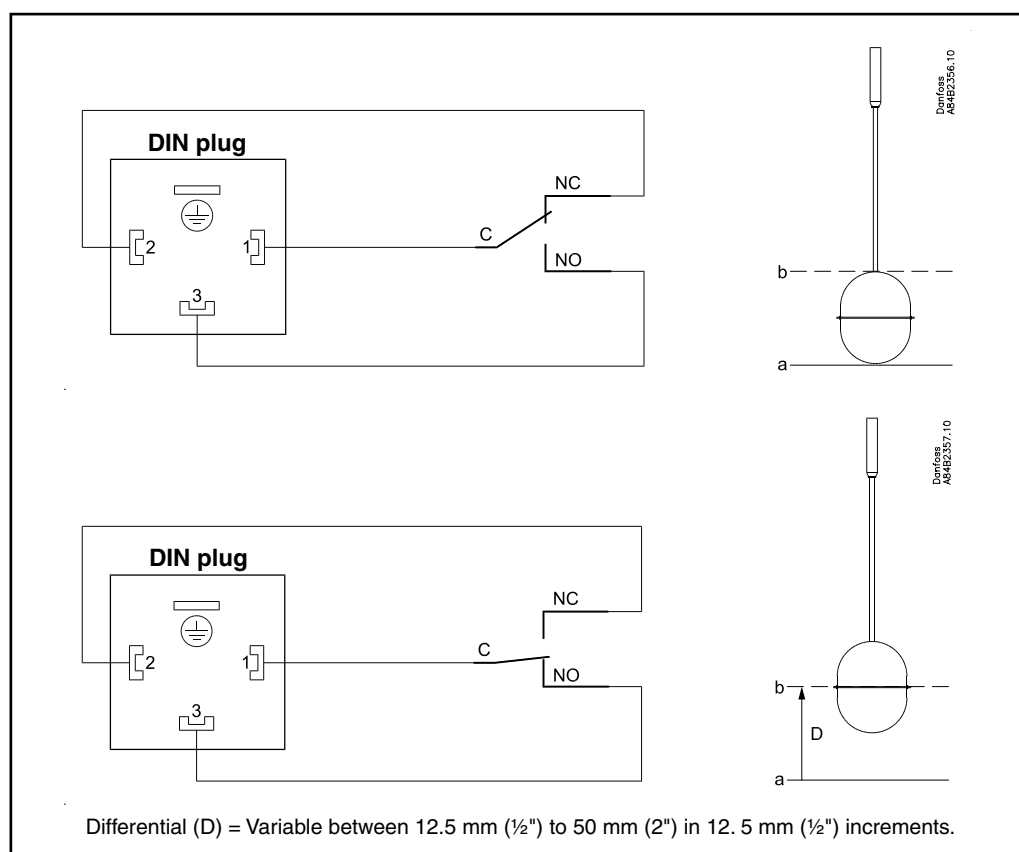 DIN plug
NC
C
NO
2
1
3
Danfoss
A84B2356.10
b
a
DIN plug
NC
C
NO
2
1
3
Danfoss
A84B2357.10
b
D
a
Differential (D) = Variable between 12.5 mm (½") to 50 mm (2") in 12. 5 mm (½") increments.